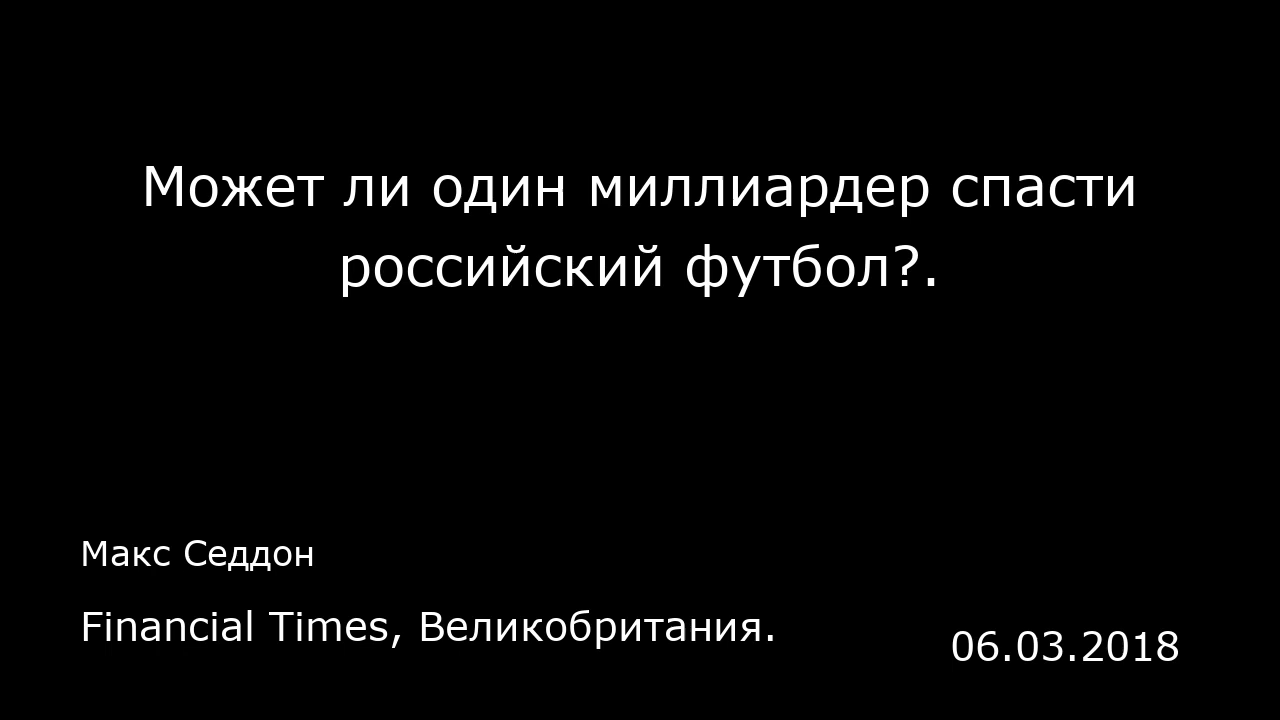 Может ли один миллиардер спасти
российский футбол?.
Макс Седдон
Financial Times, Великобритания.
06.03.2018